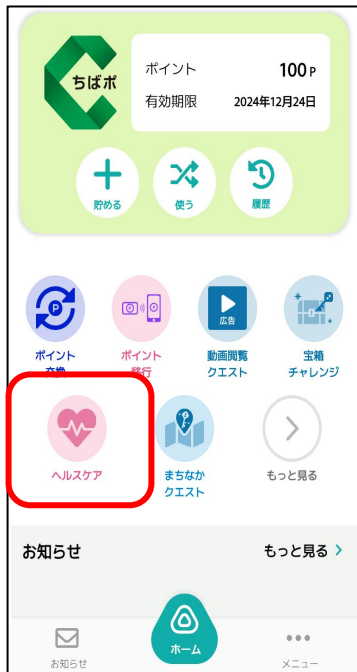 ちばポ
ポイント 100 P
有効期限 2024年12月24日
貯める 使う 履歴
P P P 広告
ポイント ポイント 動画閲覧 宝箱
交換 移行 クエスト チャレンジ
ヘルスケア まちなか もっと見る
クエスト
お知らせ もっと見る
ホーム
お知らせ メニュー